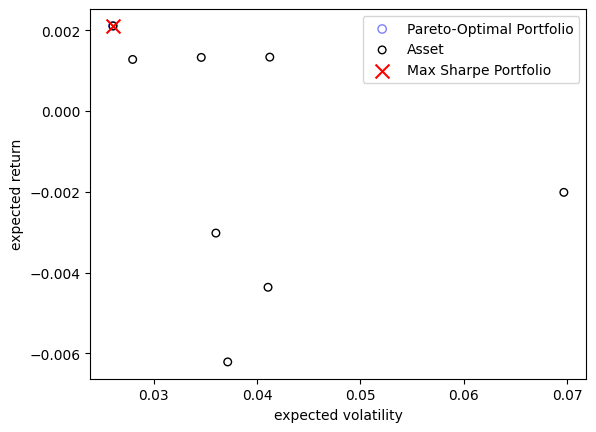 0.002
0.000
−0.002
−0.004
−0.006
expected return
Pareto-Optimal Portfolio
Asset
Max Sharpe Portfolio
0.03
0.04
0.05
0.06
0.07
expected volatility